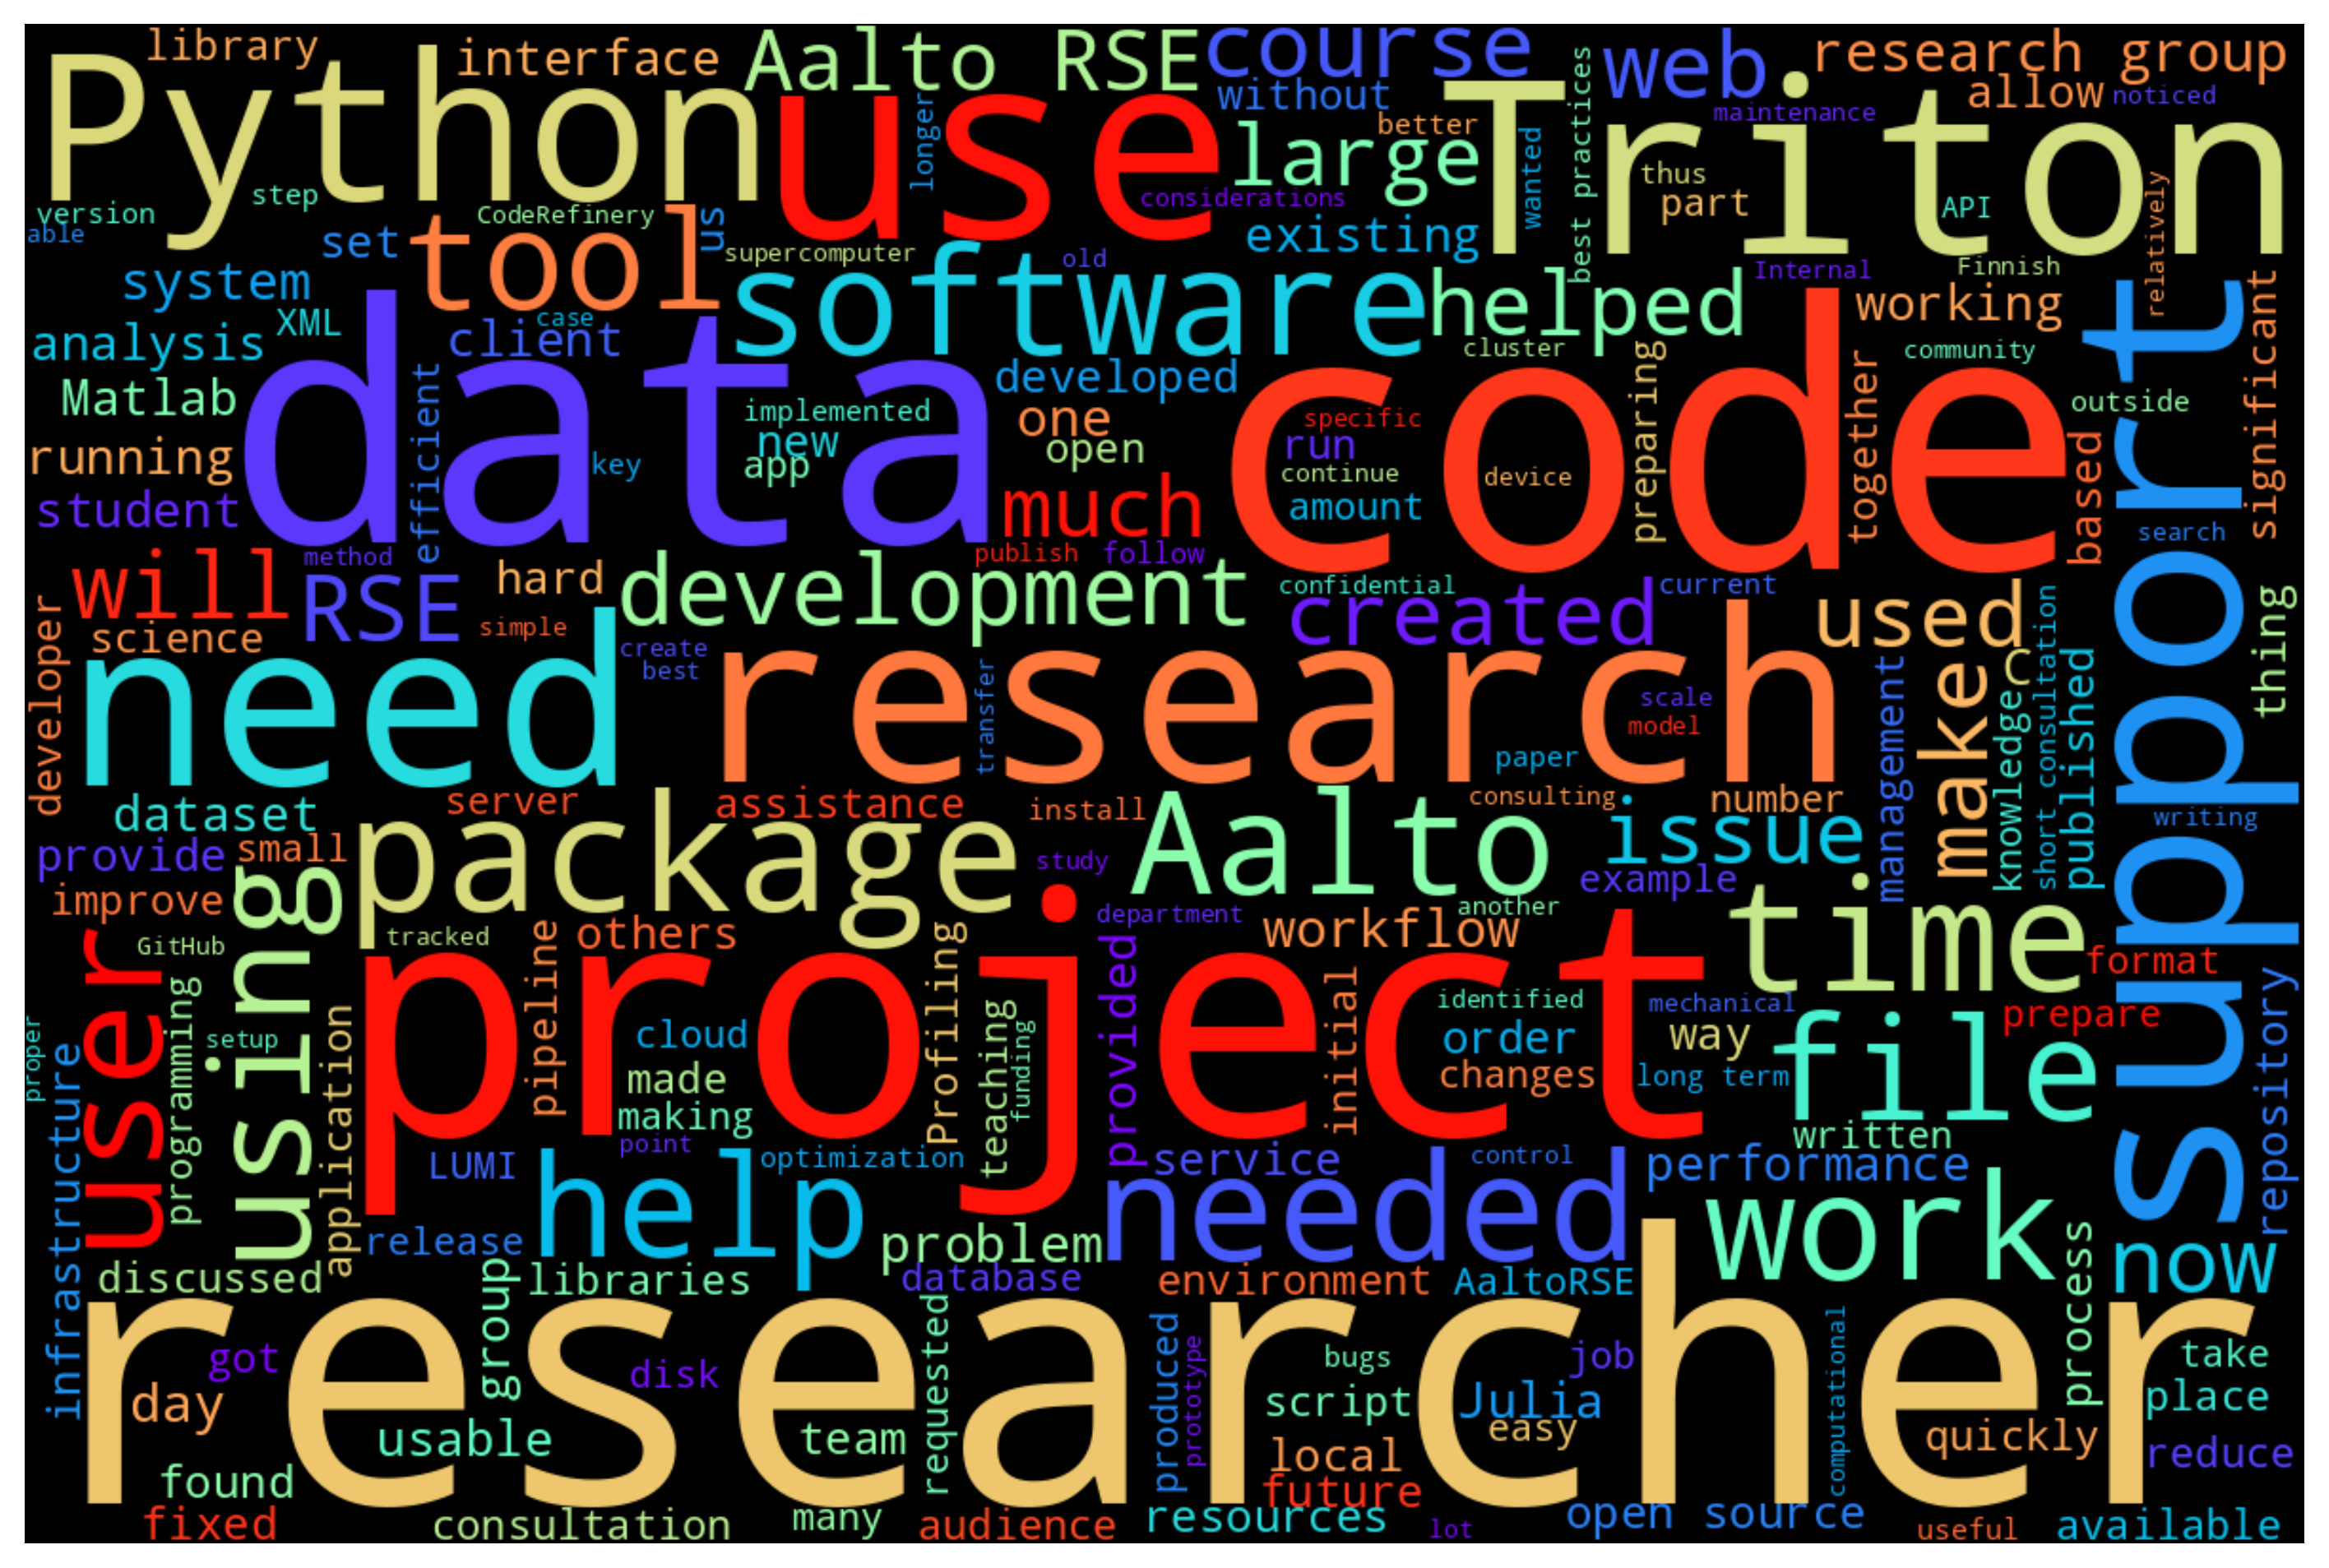 library
interface
Aalto RSE
course
web
research group
Python
use
Triton
without
allow
noticed
better
maintenance
longer
large
wanted
best practices
thus
part
step
version
able
CodeRefinery
considerations
API
relatively
set
tool
us
supercomputer
old
existing
Internal
Finnish
system
software
helped
working
significant
analysis
XML
case
client
cluster
community
support
data
developed
code
preparing
together
Matlab
implemented
one
specific
outside
new
open
run
based
running
efficient
key
app
continue
device
student
much
amount
search
method
publish
follow
will
RSE
hard
development
confidential
created
current
used
short consultation
thing
science
simple
create
best
developer
need
research
transfer
scale
model
paper
management
make
C
knowledge
published
dataset
server
assistance
install
consulting
number
provide
small
package
study
Aalto
issue
writing
improve
using
example
department
another
time
user
GitHub
tracked
others
workflow
format
project
pipeline
Profiling
provided
initial
identified
mechanical
programming
setup
application
cloud
teaching
funding
order
way
prepare
repository
proper
infrastructure
made
changes
long term
file
making
point
written
LUMI
help
optimization
service
control
performance
needed
work
release
problem
now
discussed
group
libraries
database
environment
AaltoRSE
process
researcher
got
disk
requested
produced
prototype
bugs
job
computational
take
day
script
Julia
place
usable
team
easy
quickly
local
reduce
found
future
fixed
consultation
many
audience
resources
lot
open source
useful
available